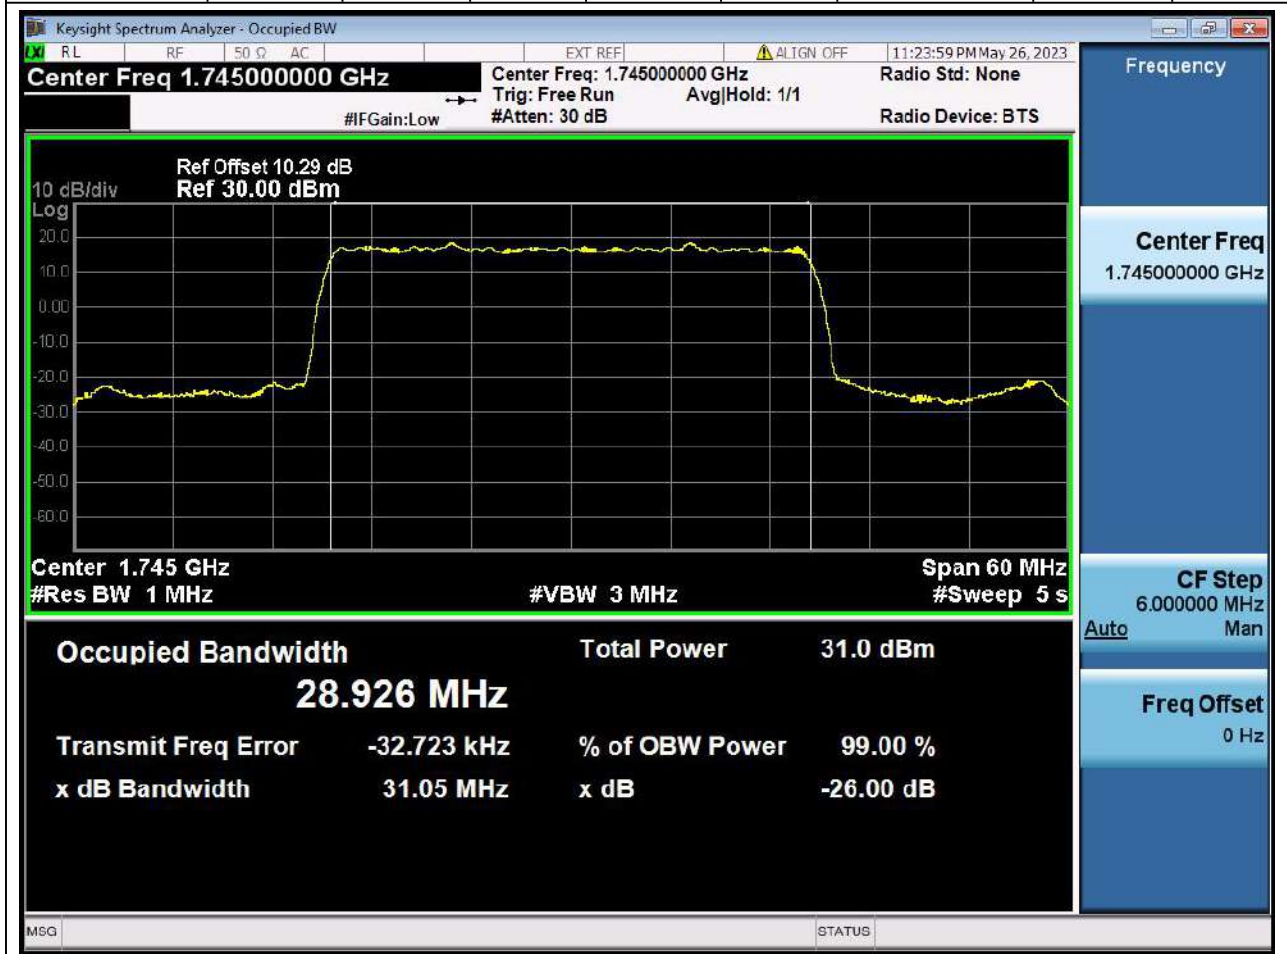 Keysight Spectrum Analyzer - Occupied BW
LXI RL RF 50 Ω AC EXT REF ALIGN OFF 11:23:59 PM May 26, 2023
Center Freq 1.745000000 GHz
Center Freq: 1.745000000 GHz
Radio Std: None
Trig: Free Run Avg|Hold: 1/1
#IFGain:Low
#Atten: 30 dB
Radio Device: BTS
Ref Offset 10.29 dB
10 dB/div Ref 30.00 dBm
Log
20.0
10.0
0.00
-10.0
-20.0
-30.0
-40.0
-50.0
-60.0
Center 1.745 GHz Span 60 MHz
#Res BW 1 MHz #VBW 3 MHz #Sweep 5 s
Occupied Bandwidth Total Power 31.0 dBm
28.926 MHz
Transmit Freq Error -32.723 kHz % of OBW Power 99.00 %
x dB Bandwidth 31.05 MHz x dB -26.00 dB
MSG STATUS
Frequency
Center Freq
1.745000000 GHz
CF Step
6.000000 MHz
Auto Man
Freq Offset
0 Hz